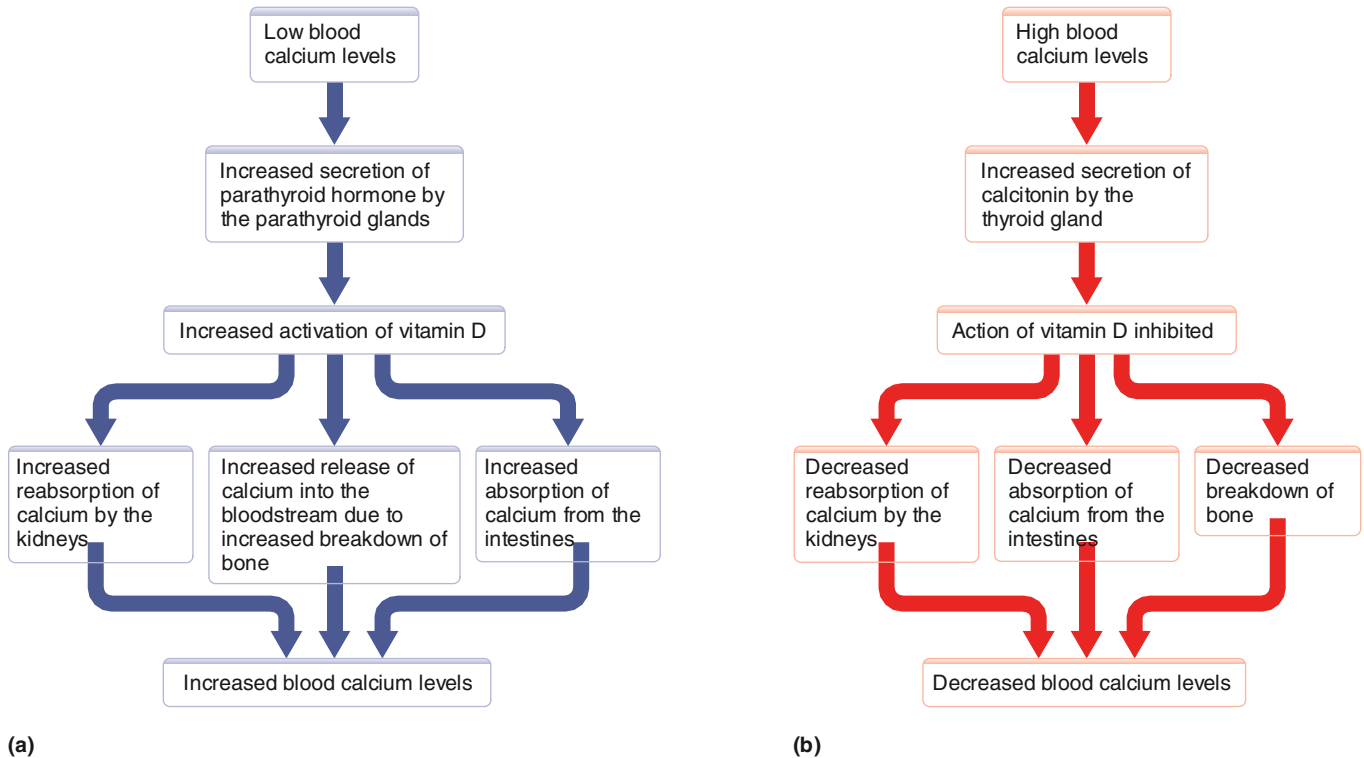 Low blood
calcium levels
Increased secretion of
parathyroid hormone by
the parathyroid glands
Increased activation of vitamin D
Increased
reabsorption of
calcium by the
kidneys
Increased release of
calcium into the
bloodstream due to
increased breakdown of
bone
Increased
absorption of
calcium from the
intestines
Increased blood calcium levels
(a)
High blood
calcium levels
Increased secretion of
calcitonin by the
thyroid gland
Action of vitamin D inhibited
Decreased
reabsorption of
calcium by the
kidneys
Decreased
absorption of
calcium from the
intestines
Decreased
breakdown of
bone
Decreased blood calcium levels
(b)